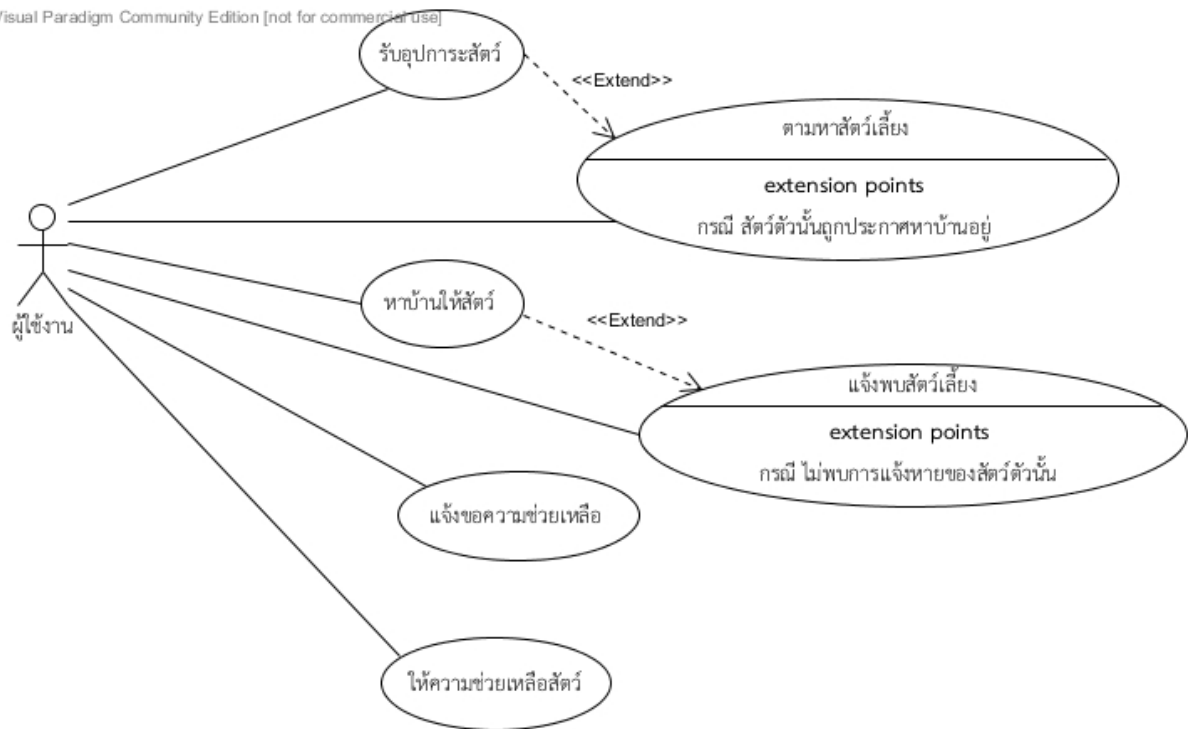 Visual Paradigm Community Edition [not for commercial use]
รับอุปการะสัตว์
<<Extend>>
ตามหาสัตว์เลี้ยง
extension points
กรณี สัตว์ตัวนั้นถูกประกาศหาบ้านอยู่
ผู้ใช้งาน
หาบ้านให้สัตว์
<<Extend>>
แจ้งพบสัตว์เลี้ยง
extension points
กรณี ไม่พบการแจ้งหายของสัตว์ตัวนั้น
แจ้งขอความช่วยเหลือ
ให้ความช่วยเหลือสัตว์